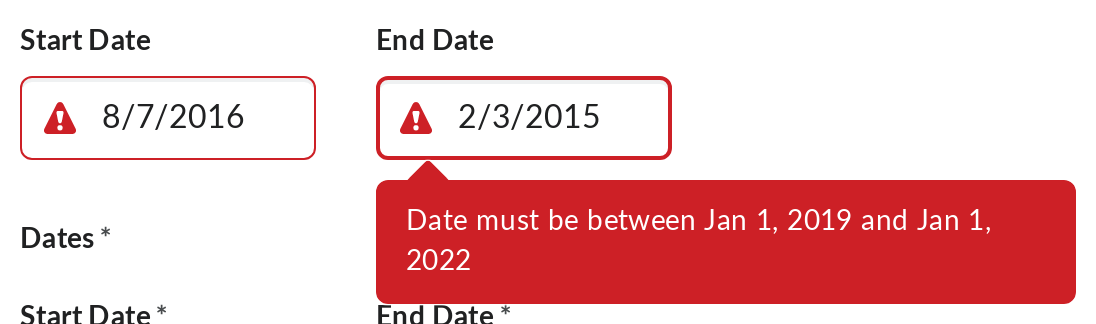 Start Date
End Date
8/7/2016
2/3/2015
Date must be between Jan 1, 2019 and Jan 1,
2022
Dates *
Start Date *
End Date *